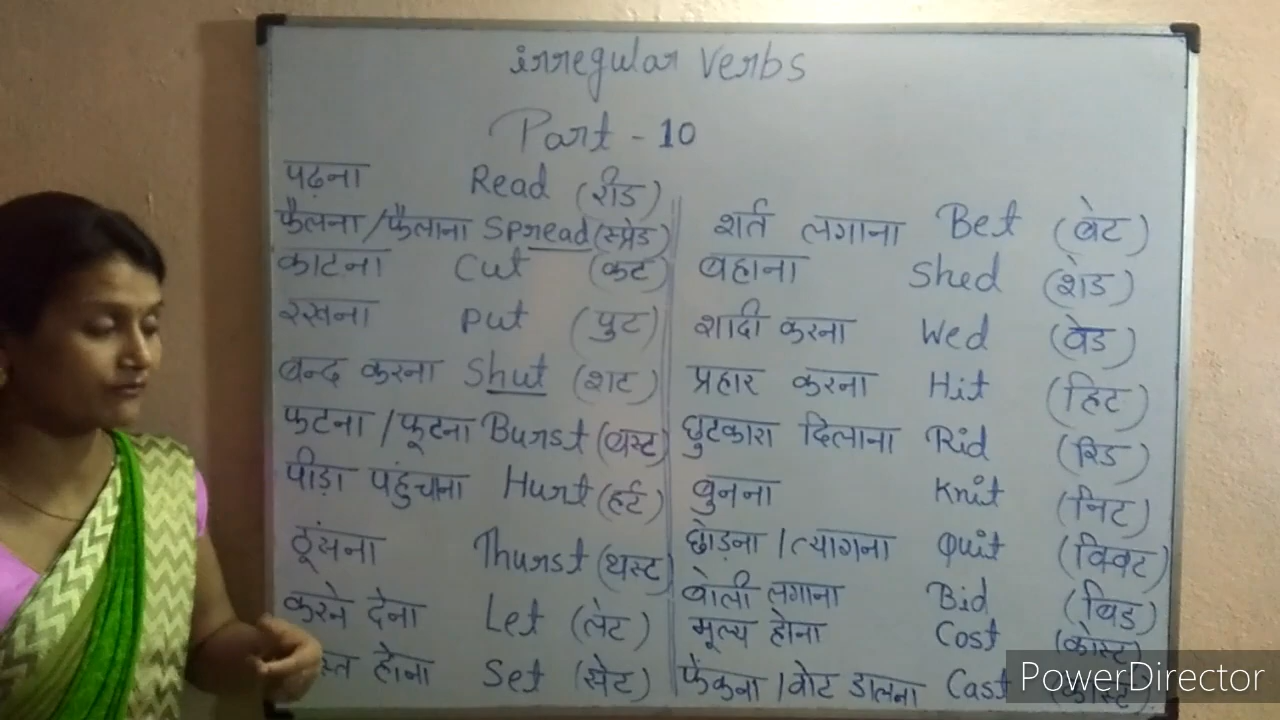 irregular verbs
Part - 10
पढ़ना Read (रीड)
फैलना / फैलाना Spread (स्प्रेड)
काटना Cut (कट)
रखना put (पुट)
बन्द करना Shut (शट)
फटना / फूटना Burst (बर्स्ट)
पीड़ा पहुंचाना Hurt (हर्ट)
ठूंसना Thurst (थर्स्ट)
करने देना Let (लेट)
होना Set (सेट)
शर्त लगाना Bet (बेट)
बहाना Shed (शेड)
शादी करना Wed (वेड)
प्रहार करना Hit (हिट)
छुटकारा दिलाना Rid (रिड)
बुनना Knit (निट)
छोड़ना / त्यागना Quit (क्विट)
बोली लगाना Bid (बिड)
मूल्य होना Cost (कोस्ट)
फेंकना / वोट डालना Cast
PowerDirector